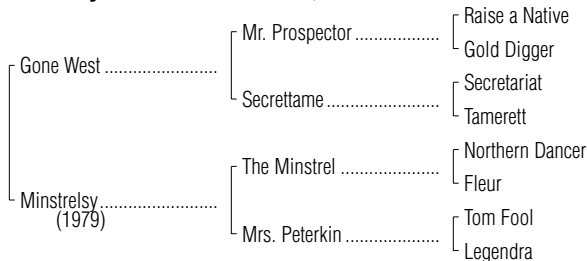 Raise a Native
Mr. Prospector ..................
Gold Digger
Gone West ........................
Secretariat
Secrettame ........................
Tamerett
Northern Dancer
The Minstrel .....................
Fleur
Minstrelsy.........................
(1979)
Tom Fool
Mrs. Peterkin ....................
Legendra